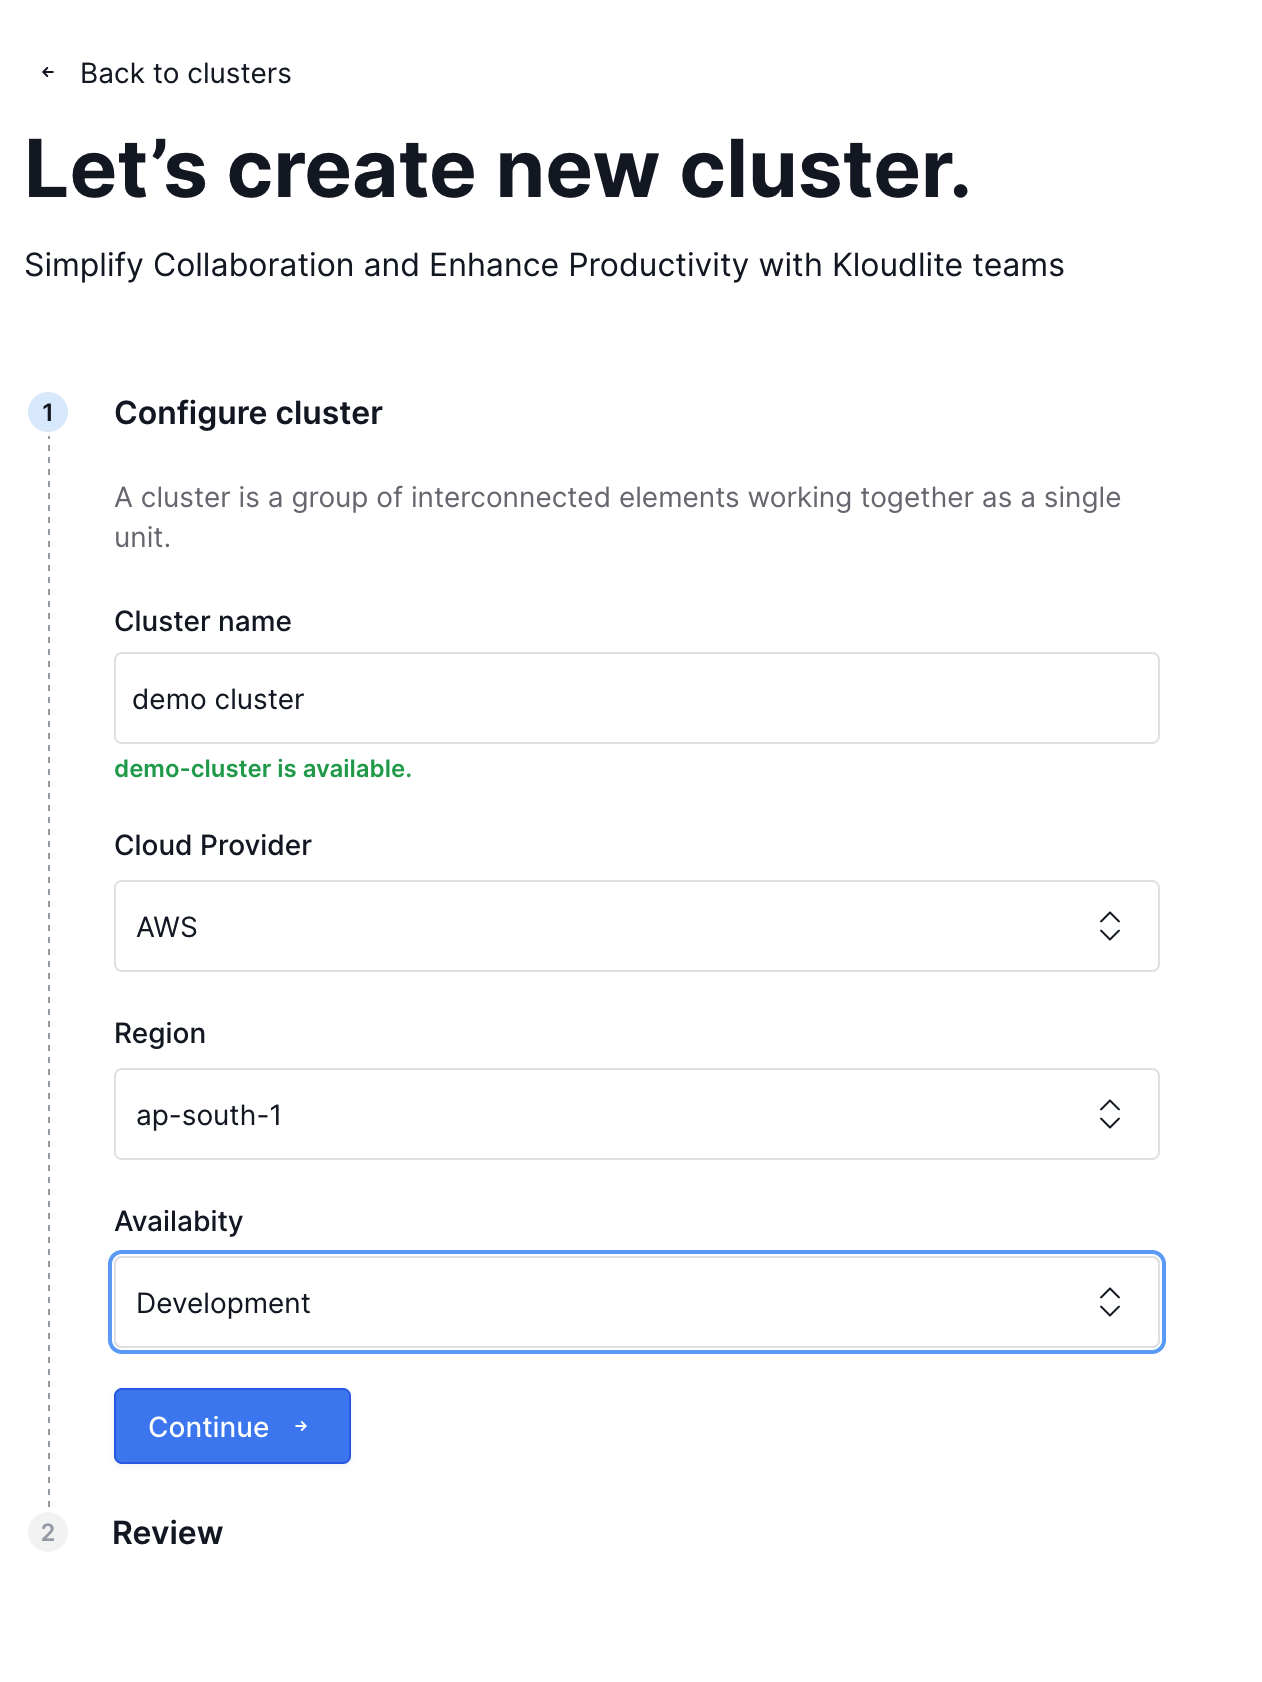 Back to clusters
Let’s create new cluster.
Simplify Collaboration and Enhance Productivity with Kloudlite teams
1
Configure cluster
A cluster is a group of interconnected elements working together as a single
unit.
Cluster name
demo cluster
demo-cluster is available.
Cloud Provider
AWS
Region
ap-south-1
Availabity
Development
Continue
2
Review